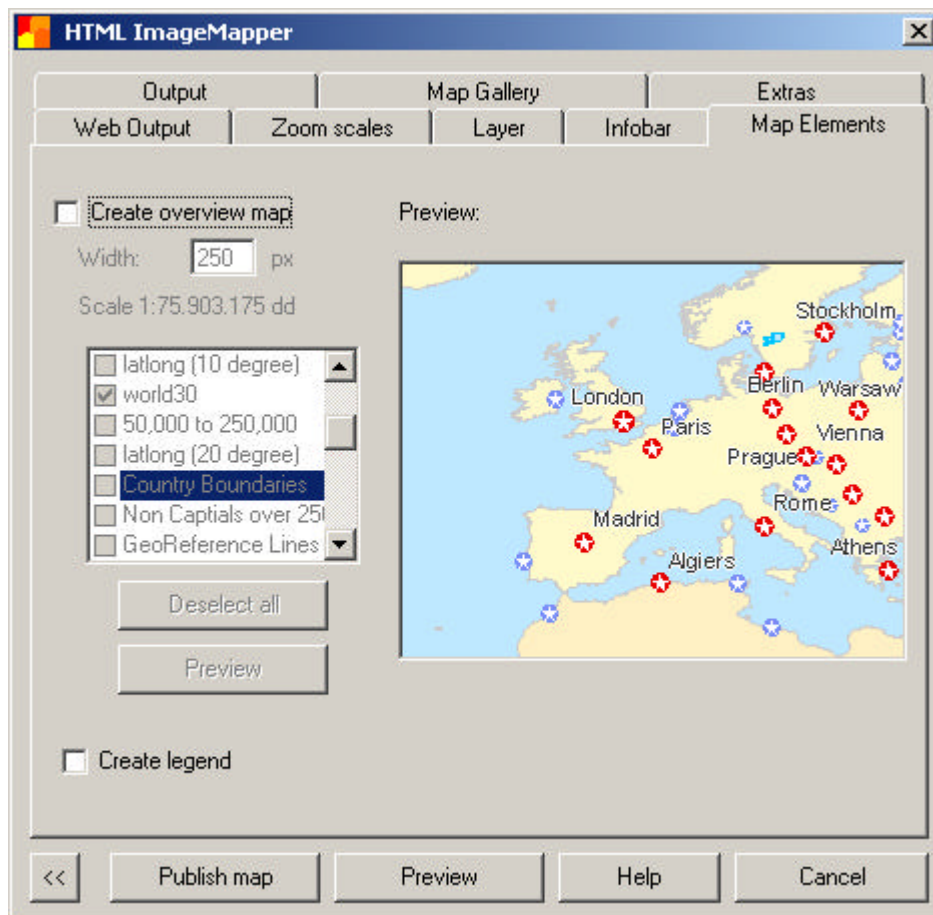 HTML ImageMapper
Output
Map Gallery
Extras
Web Output
Zoom scales
Layer
Infobar
Map Elements
Create overview map
Width: 250 px
Scale 1:75.903.175 dd
latlong (10 degree)
world30
50,000 to 250,000
latlong (20 degree)
Country Boundaries
Non Captials over 250
GeoReference Lines
Deselect all
Preview
Create legend
Preview:
Stockholm
Berlin
Warsaw
London
Paris
Vienna
Prague
Rome
Madrid
Algiers
Athens
<<
Publish map
Preview
Help
Cancel